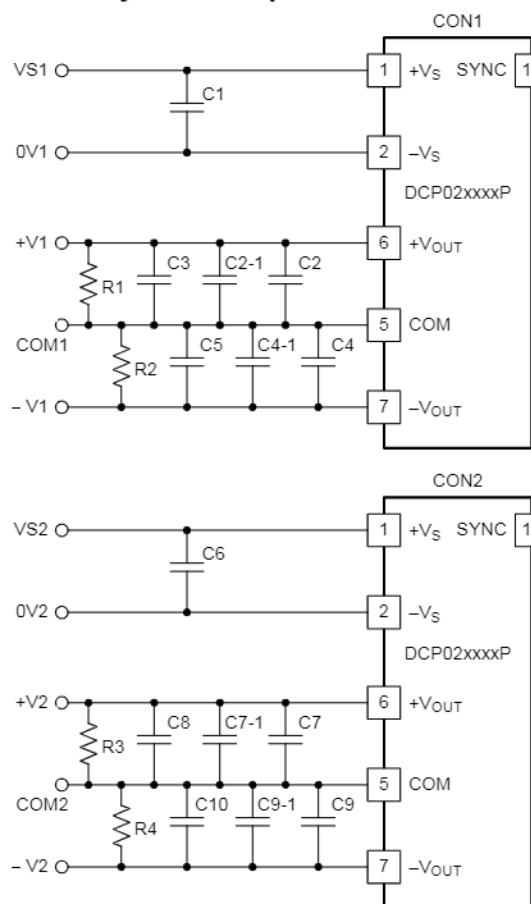 CON1
VS1
1
+VS
SYNC
1
C1
0V1
2
–VS
DCP02xxxxP
+V1
6
+VOUT
R1
C3
C2-1
C2
COM1
5
COM
R2
C5
C4-1
C4
– V1
7
–VOUT
CON2
VS2
1
+VS
SYNC
1
C6
0V2
2
–VS
DCP02xxxxP
+V2
6
+VOUT
R3
C8
C7-1
C7
COM2
5
COM
R4
C10
C9-1
C9
– V2
7
–VOUT